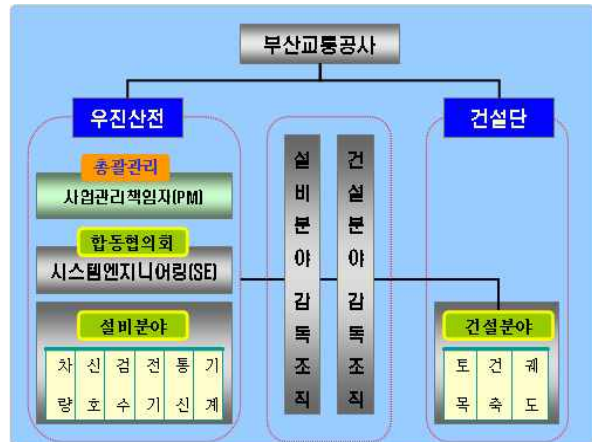 부산교통공사
우진산전
건설단
총괄관리
사업관리책임자(PM)
합동협의회
시스템엔지니어링(SE)
설비분야
차량
신호
검수
전기
통신
기계
설비분야감독조직
건설분야감독조직
건설분야
토목
건축
궤도